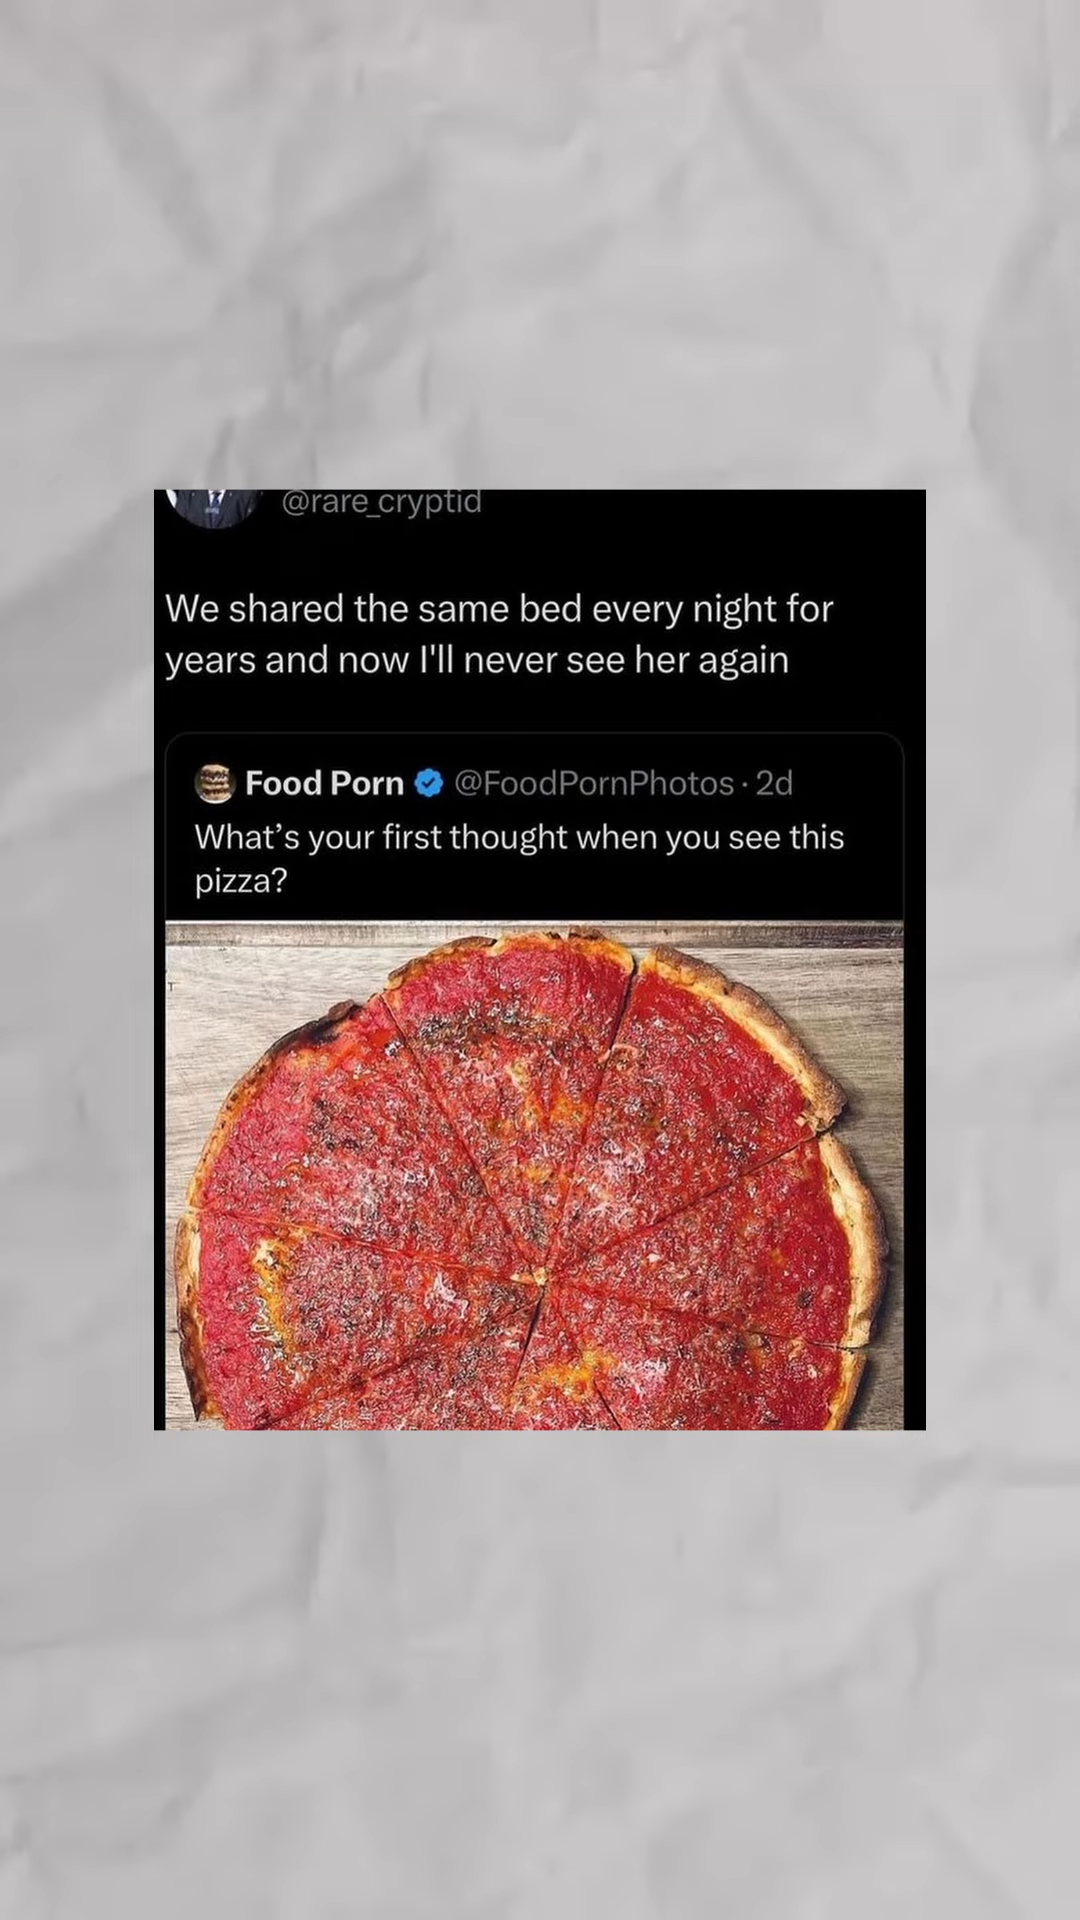 @rare_cryptid
We shared the same bed every night for
years and now I'll never see her again
Food Porn @FoodPornPhotos · 2d
What’s your first thought when you see this
pizza?
T